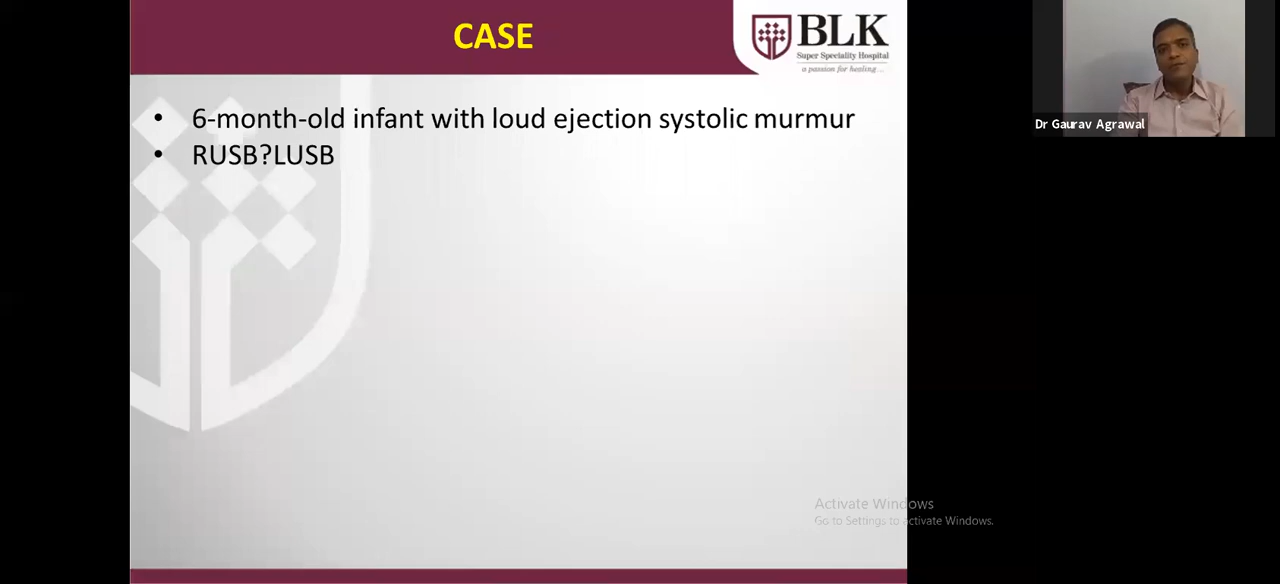 CASE
BLK
Super Speciality Hospital
a passion for healing...
• 6-month-old infant with loud ejection systolic murmur
• RUSB?LUSB
Dr Gaurav Agrawal
Activate Windows
Go to Settings to activate Windows.